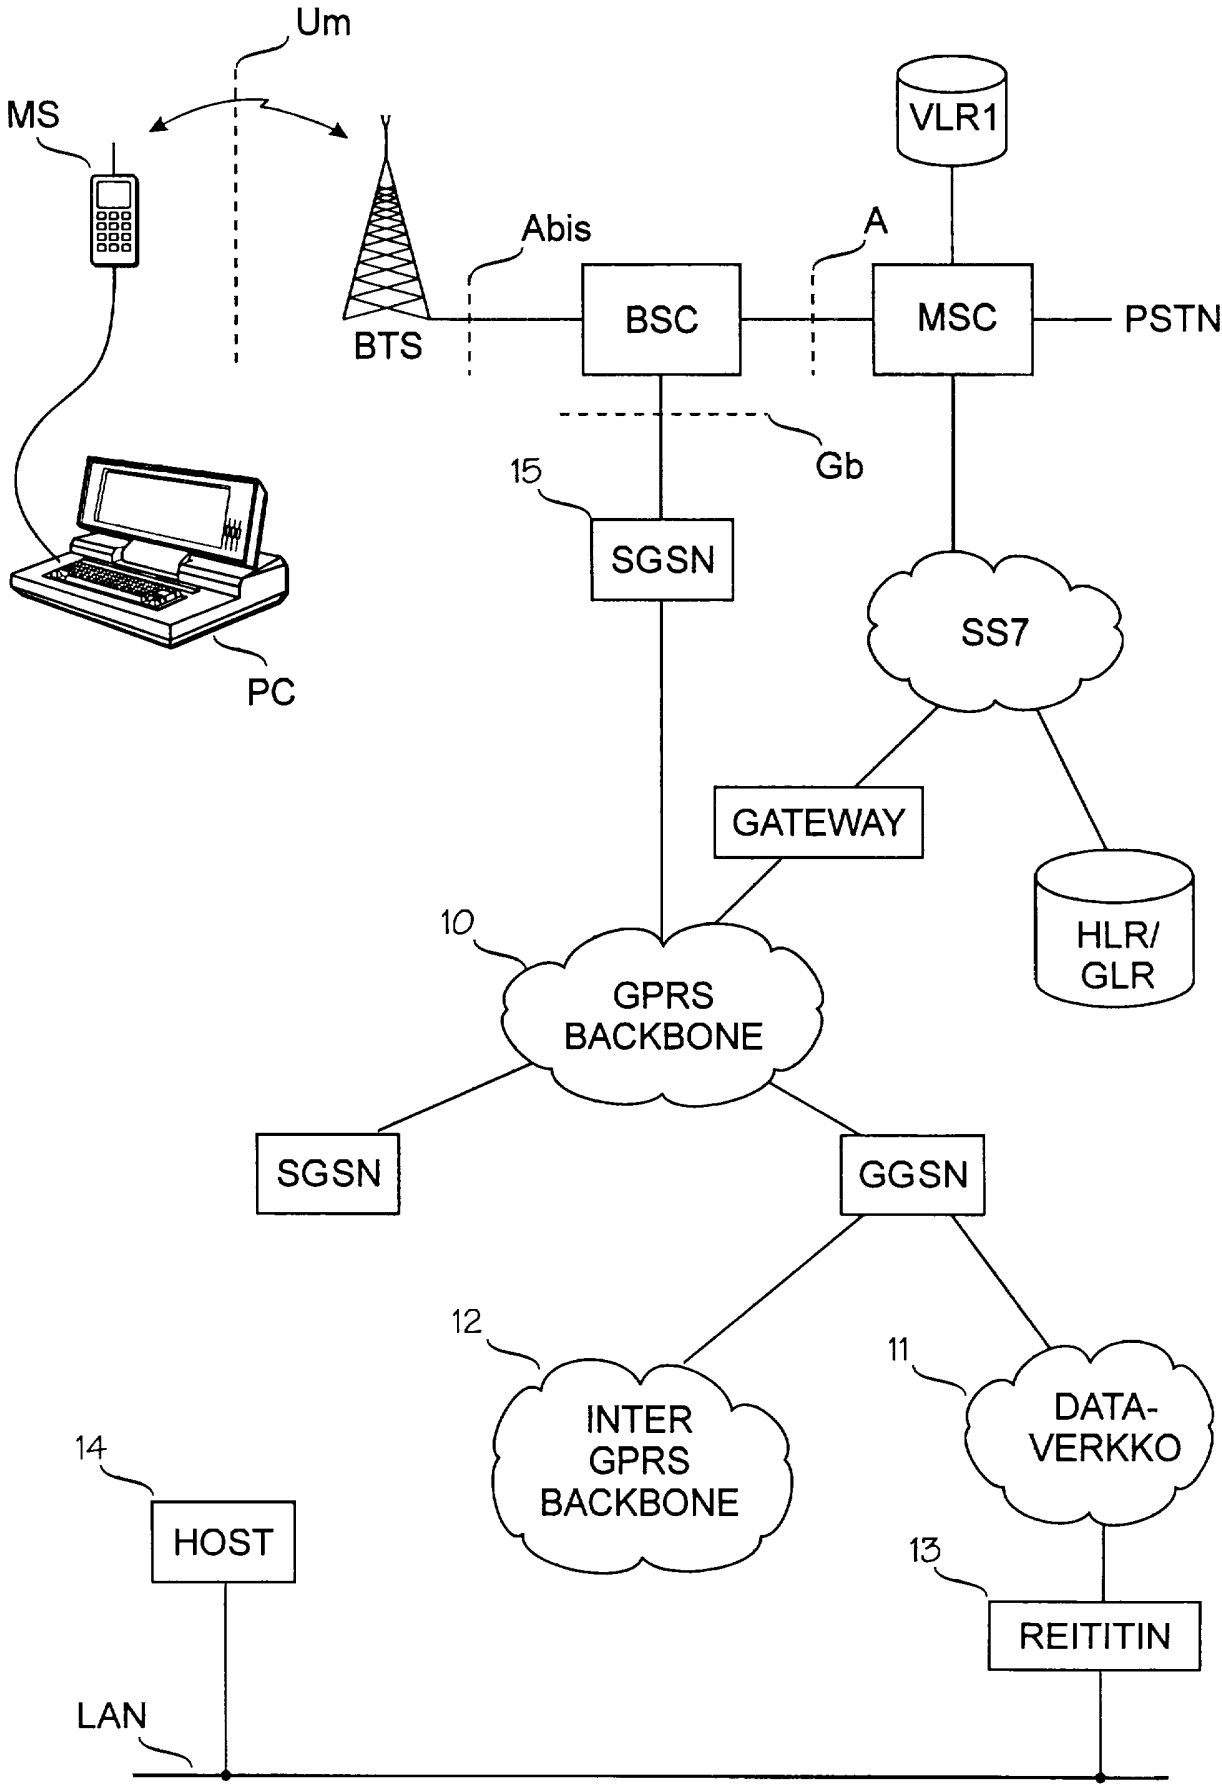 Um
MS
VLR1
Abis
A
BSC
MSC
PSTN
BTS
Gb
15
SGSN
SS7
PC
GATEWAY
10
HLR/
GLR
GPRS
BACKBONE
SGSN
GGSN
12
11
INTER
GPRS
BACKBONE
DATA-
VERKKO
14
HOST
13
REITITIN
LAN